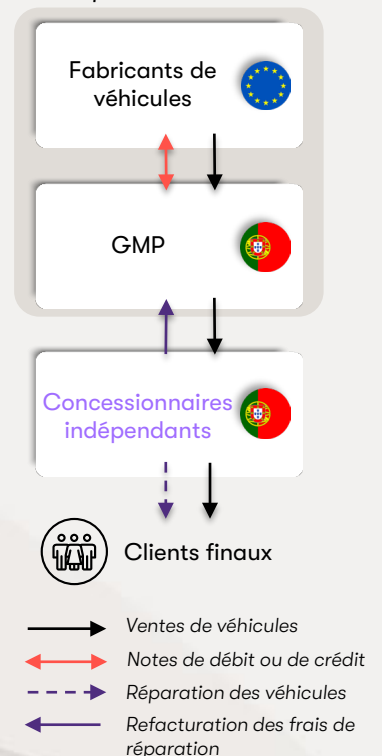 Fabricants de
véhicules
GMP
Concessionnaires
indépendants
Clients finaux
Ventes de véhicules
Notes de débit ou de crédit
Réparation des véhicules
Refacturation des frais de
réparation